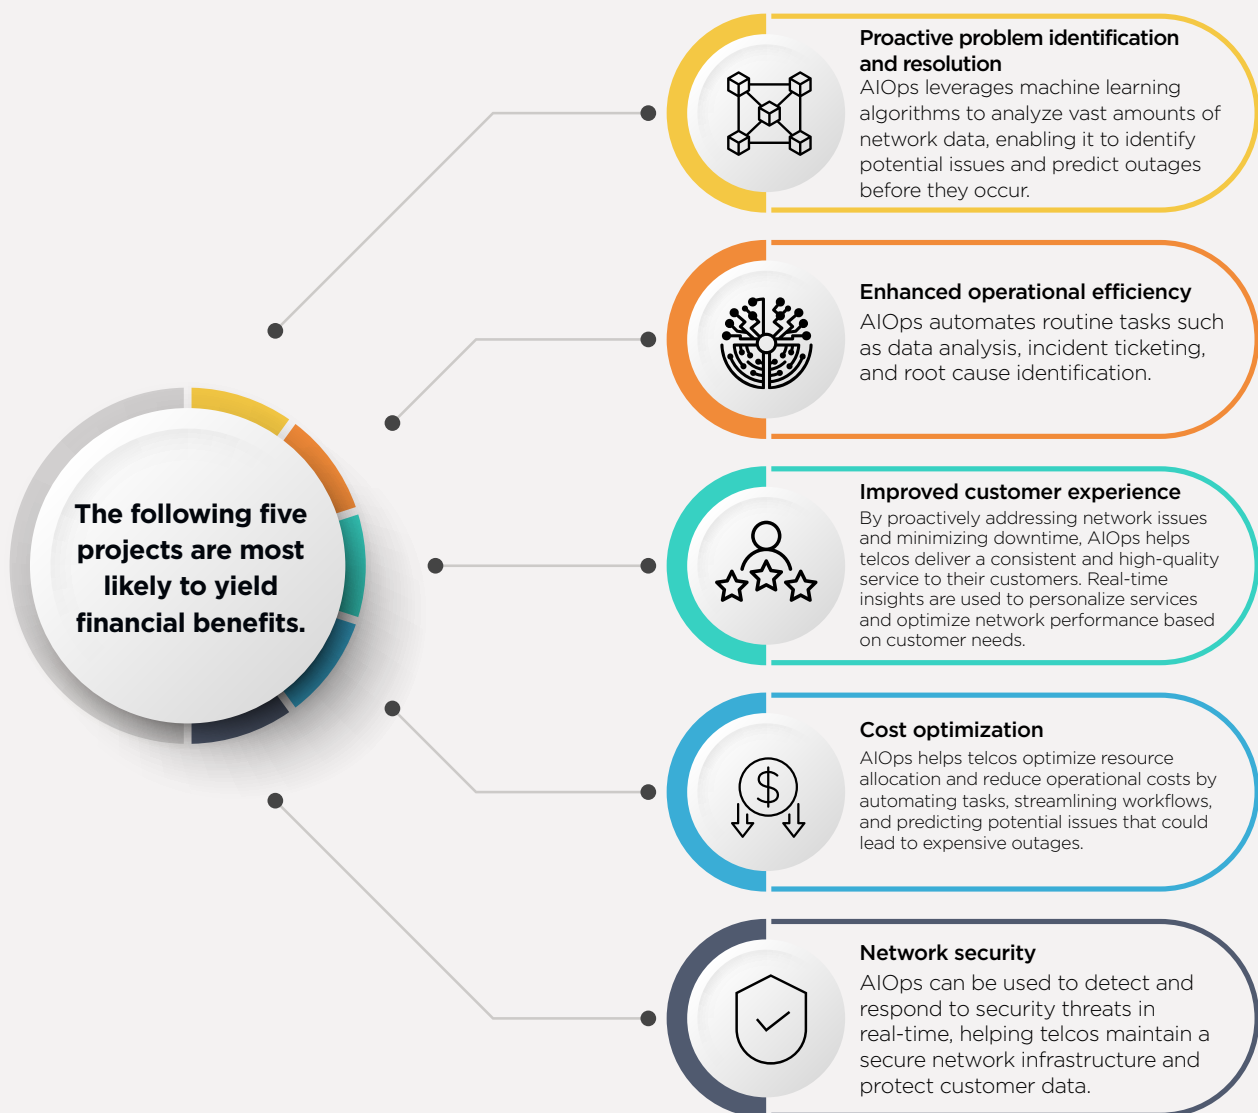 The following five
projects are most
likely to yield
financial benefits.
Proactive problem identification
and resolution
AIOps leverages machine learning
algorithms to analyze vast amounts of
network data, enabling it to identify
potential issues and predict outages
before they occur.
Enhanced operational efficiency
AIOps automates routine tasks such
as data analysis, incident ticketing,
and root cause identification.
Improved customer experience
By proactively addressing network issues
and minimizing downtime, AIOps helps
telcos deliver a consistent and high-quality
service to their customers. Real-time
insights are used to personalize services
and optimize network performance based
on customer needs.
Cost optimization
AIOps helps telcos optimize resource
allocation and reduce operational costs by
automating tasks, streamlining workflows,
and predicting potential issues that could
lead to expensive outages.
Network security
AIOps can be used to detect and
respond to security threats in
real-time, helping telcos maintain a
secure network infrastructure and
protect customer data.